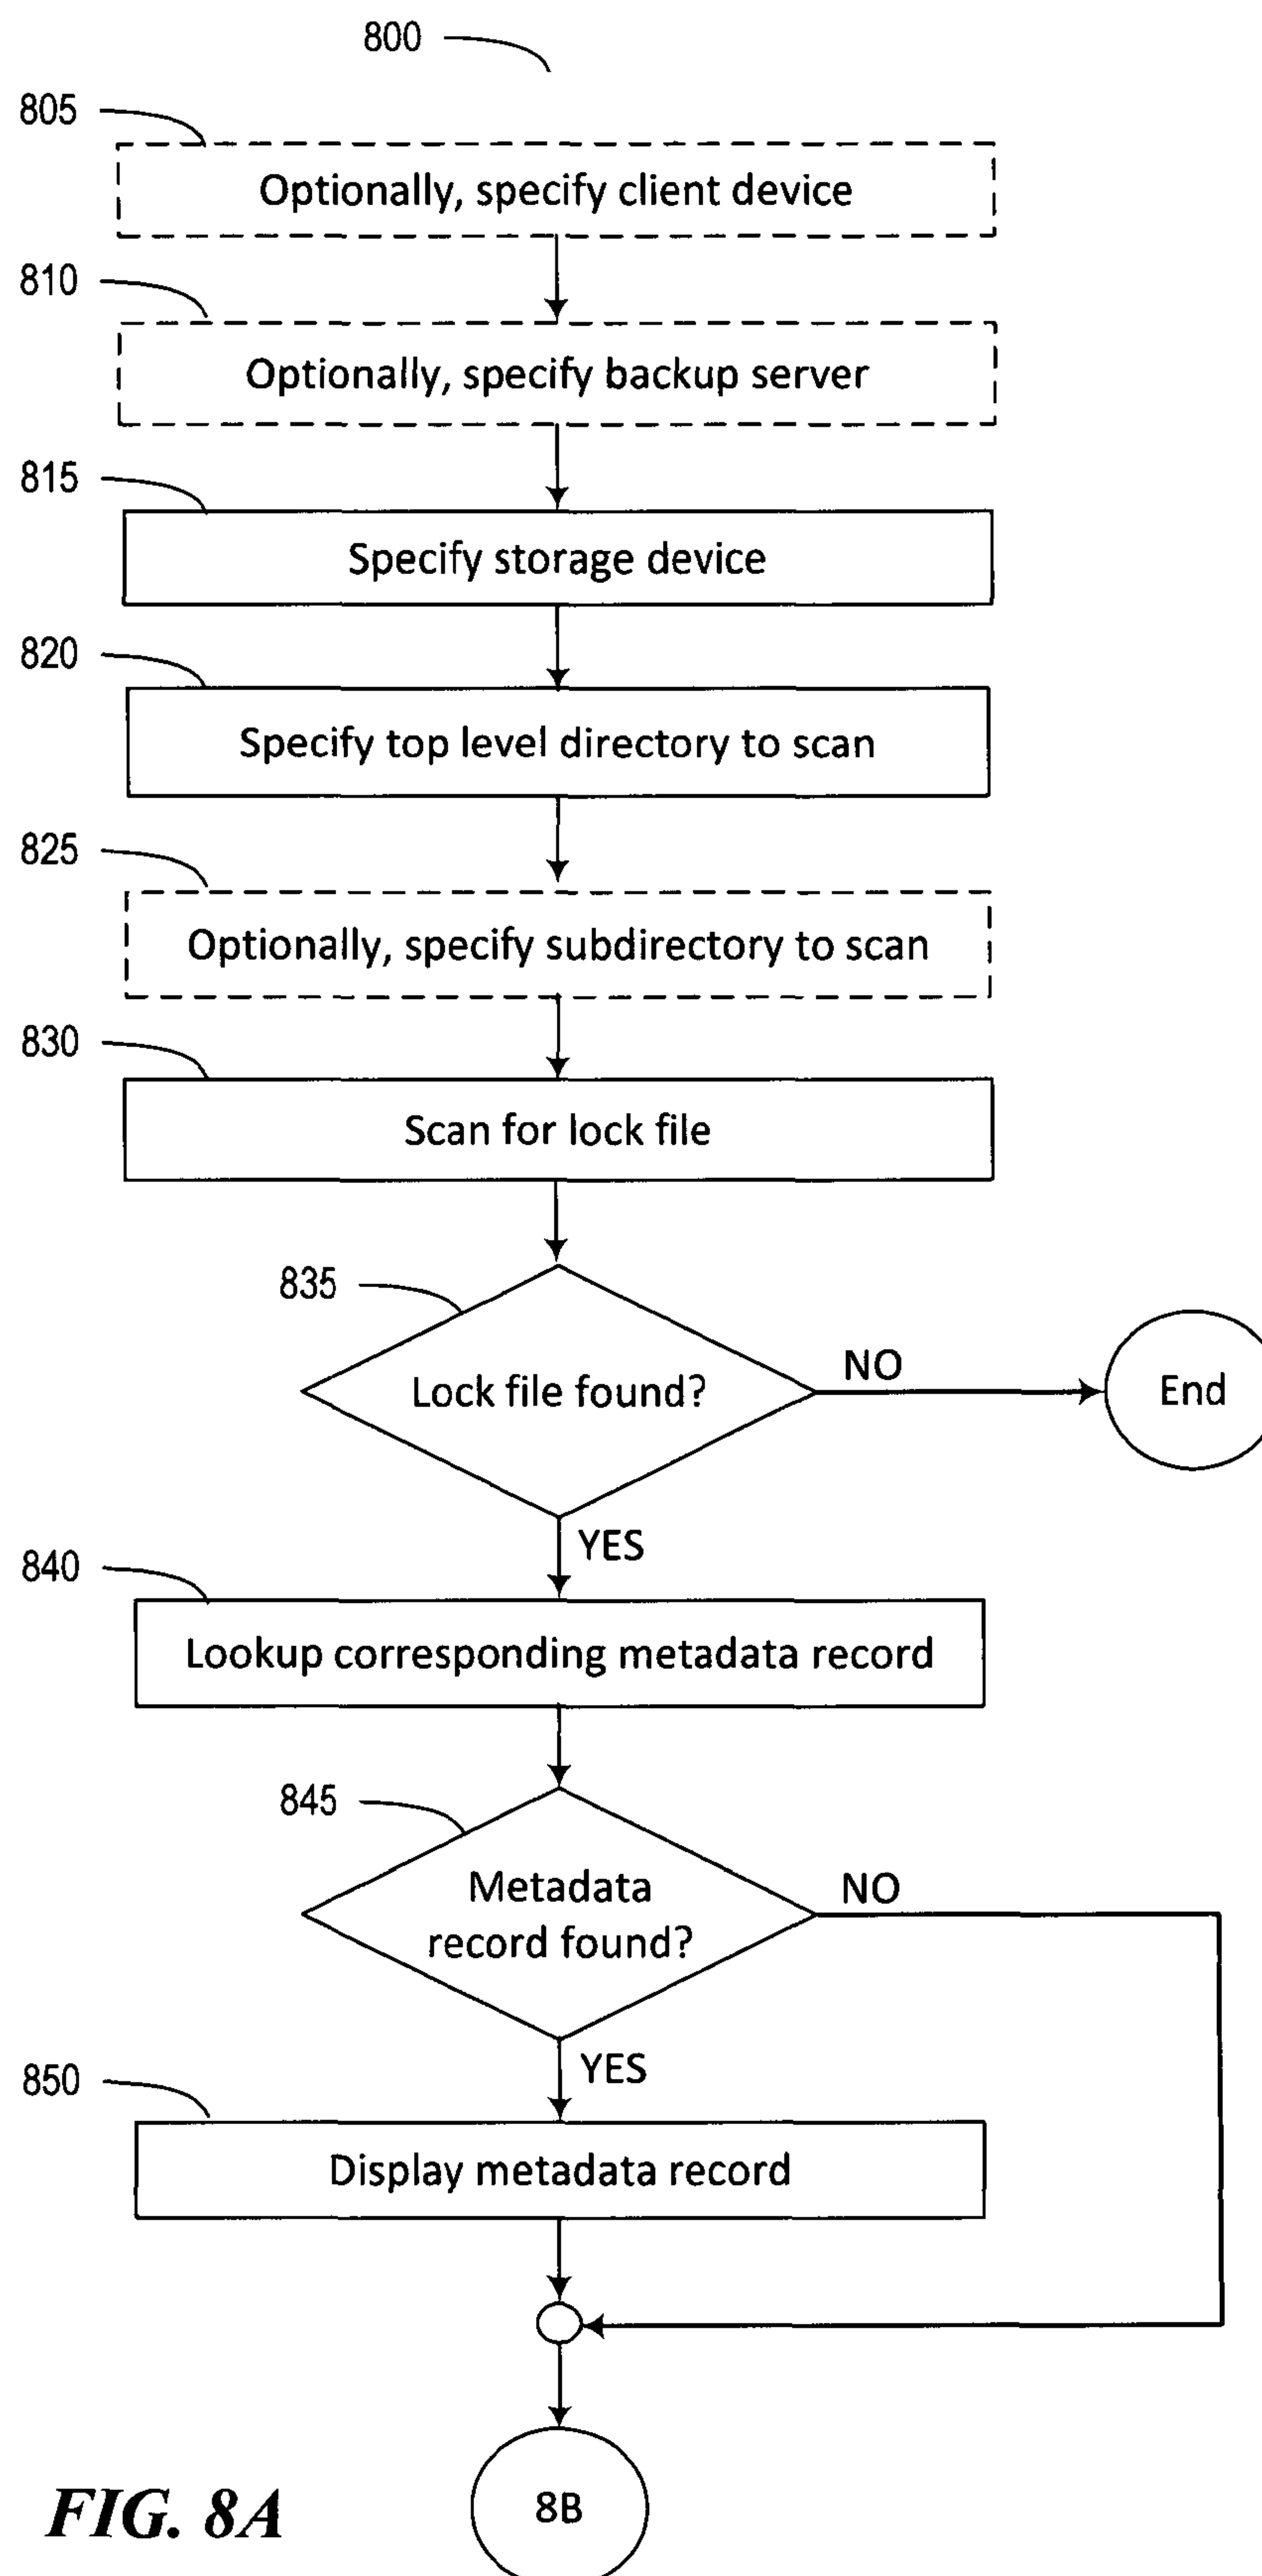 800
805
Optionally, specify client device
810
Optionally, specify backup server
815
Specify storage device
820
Specify top level directory to scan
825
Optionally, specify subdirectory to scan
830
Scan for lock file
835
Lock file found?
NO
End
YES
840
Lookup corresponding metadata record
845
Metadata
record found?
NO
YES
850
Display metadata record
8B
FIG. 8A